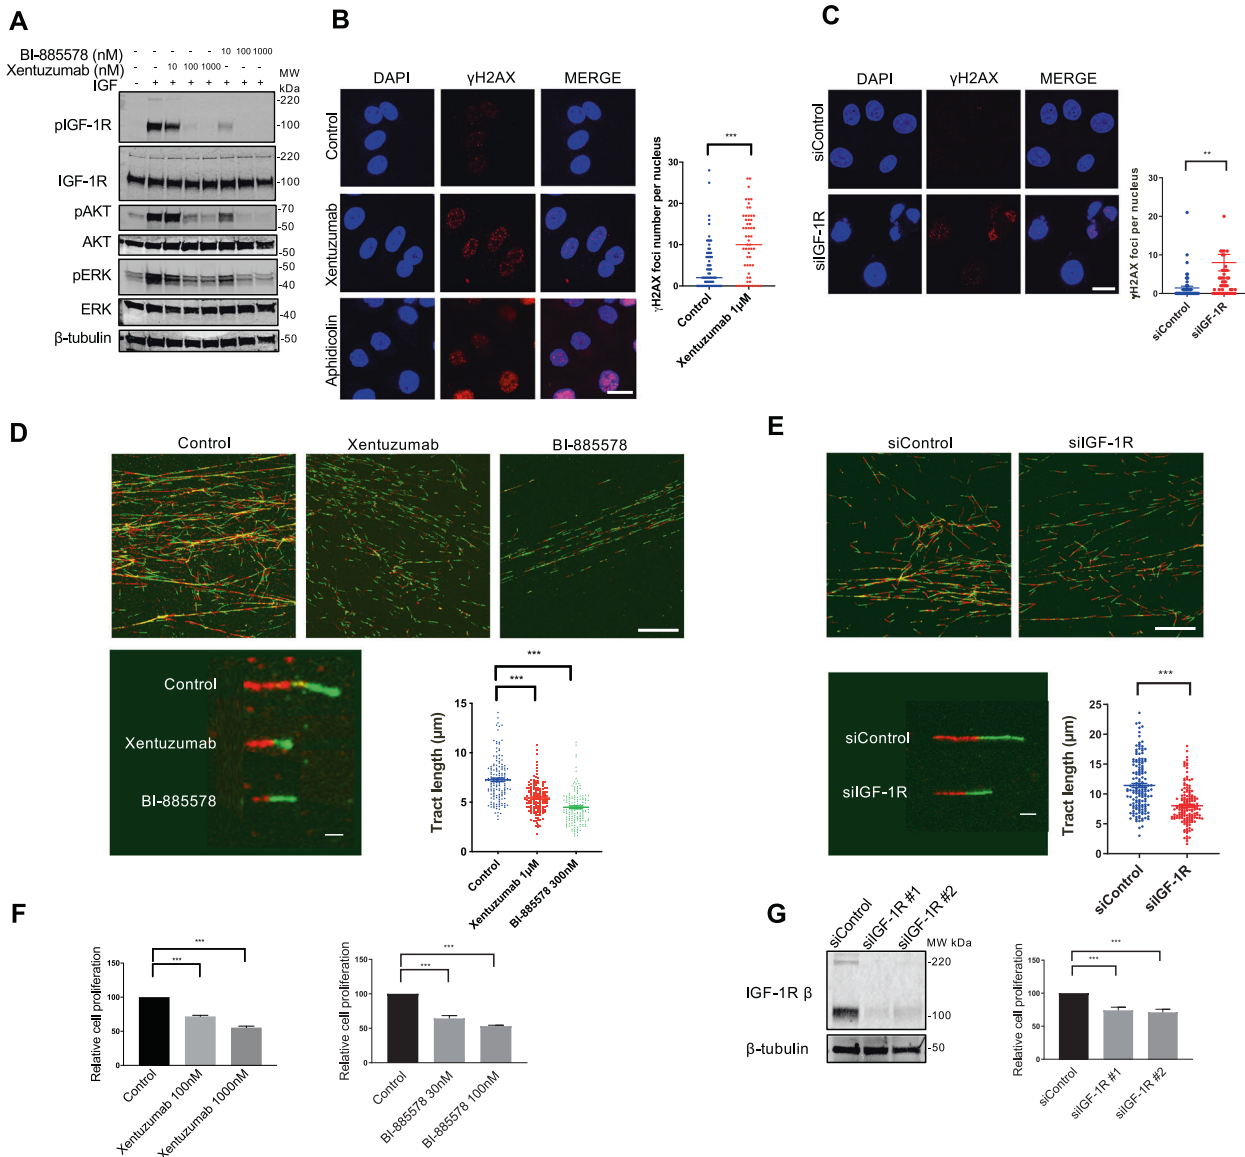 A
BI-885578 (nM) - - - - - 10 100 1000
Xentuzumab (nM) - - 10 100 1000 - - -
IGF - + + + + + + +
MW
kDa
pIGF-1R
-220
-100
IGF-1R
-220
-100
pAKT
-70
-50
AKT
-50
pERK
-50
-40
ERK
-40
β-tubulin
-50
B
DAPI γH2AX MERGE
Control
Xentuzumab
Aphidicolin
γH2AX foci number per nucleus
***
30
20
10
0
Control
Xentuzumab 1µM
C
DAPI γH2AX MERGE
siControl
siIGF-1R
γH2AX foci per nucleus
**
30
20
10
0
siControl
siIGF-1R
D
Control Xentuzumab BI-885578
Control
Xentuzumab
BI-885578
Tract length (µm)
***
***
15
10
5
0
Control
Xentuzumab 1µM
BI-885578 300nM
E
siControl siIGF-1R
siControl
siIGF-1R
Tract length (µm)
***
25
20
15
10
5
0
siControl
siIGF-1R
F
Relative cell proliferation
***
***
150
100
50
0
Control
Xentuzumab 100nM
Xentuzumab 1000nM
Relative cell proliferation
***
***
150
100
50
0
Control
BI-885578 30nM
BI-885578 100nM
G
siControl
siIGF-1R #1
siIGF-1R #2
MW kDa
IGF-1R β
-220
-100
β-tubulin
-50
Relative cell proliferation
***
***
150
100
50
0
siControl
siIGF-1R #1
siIGF-1R #2